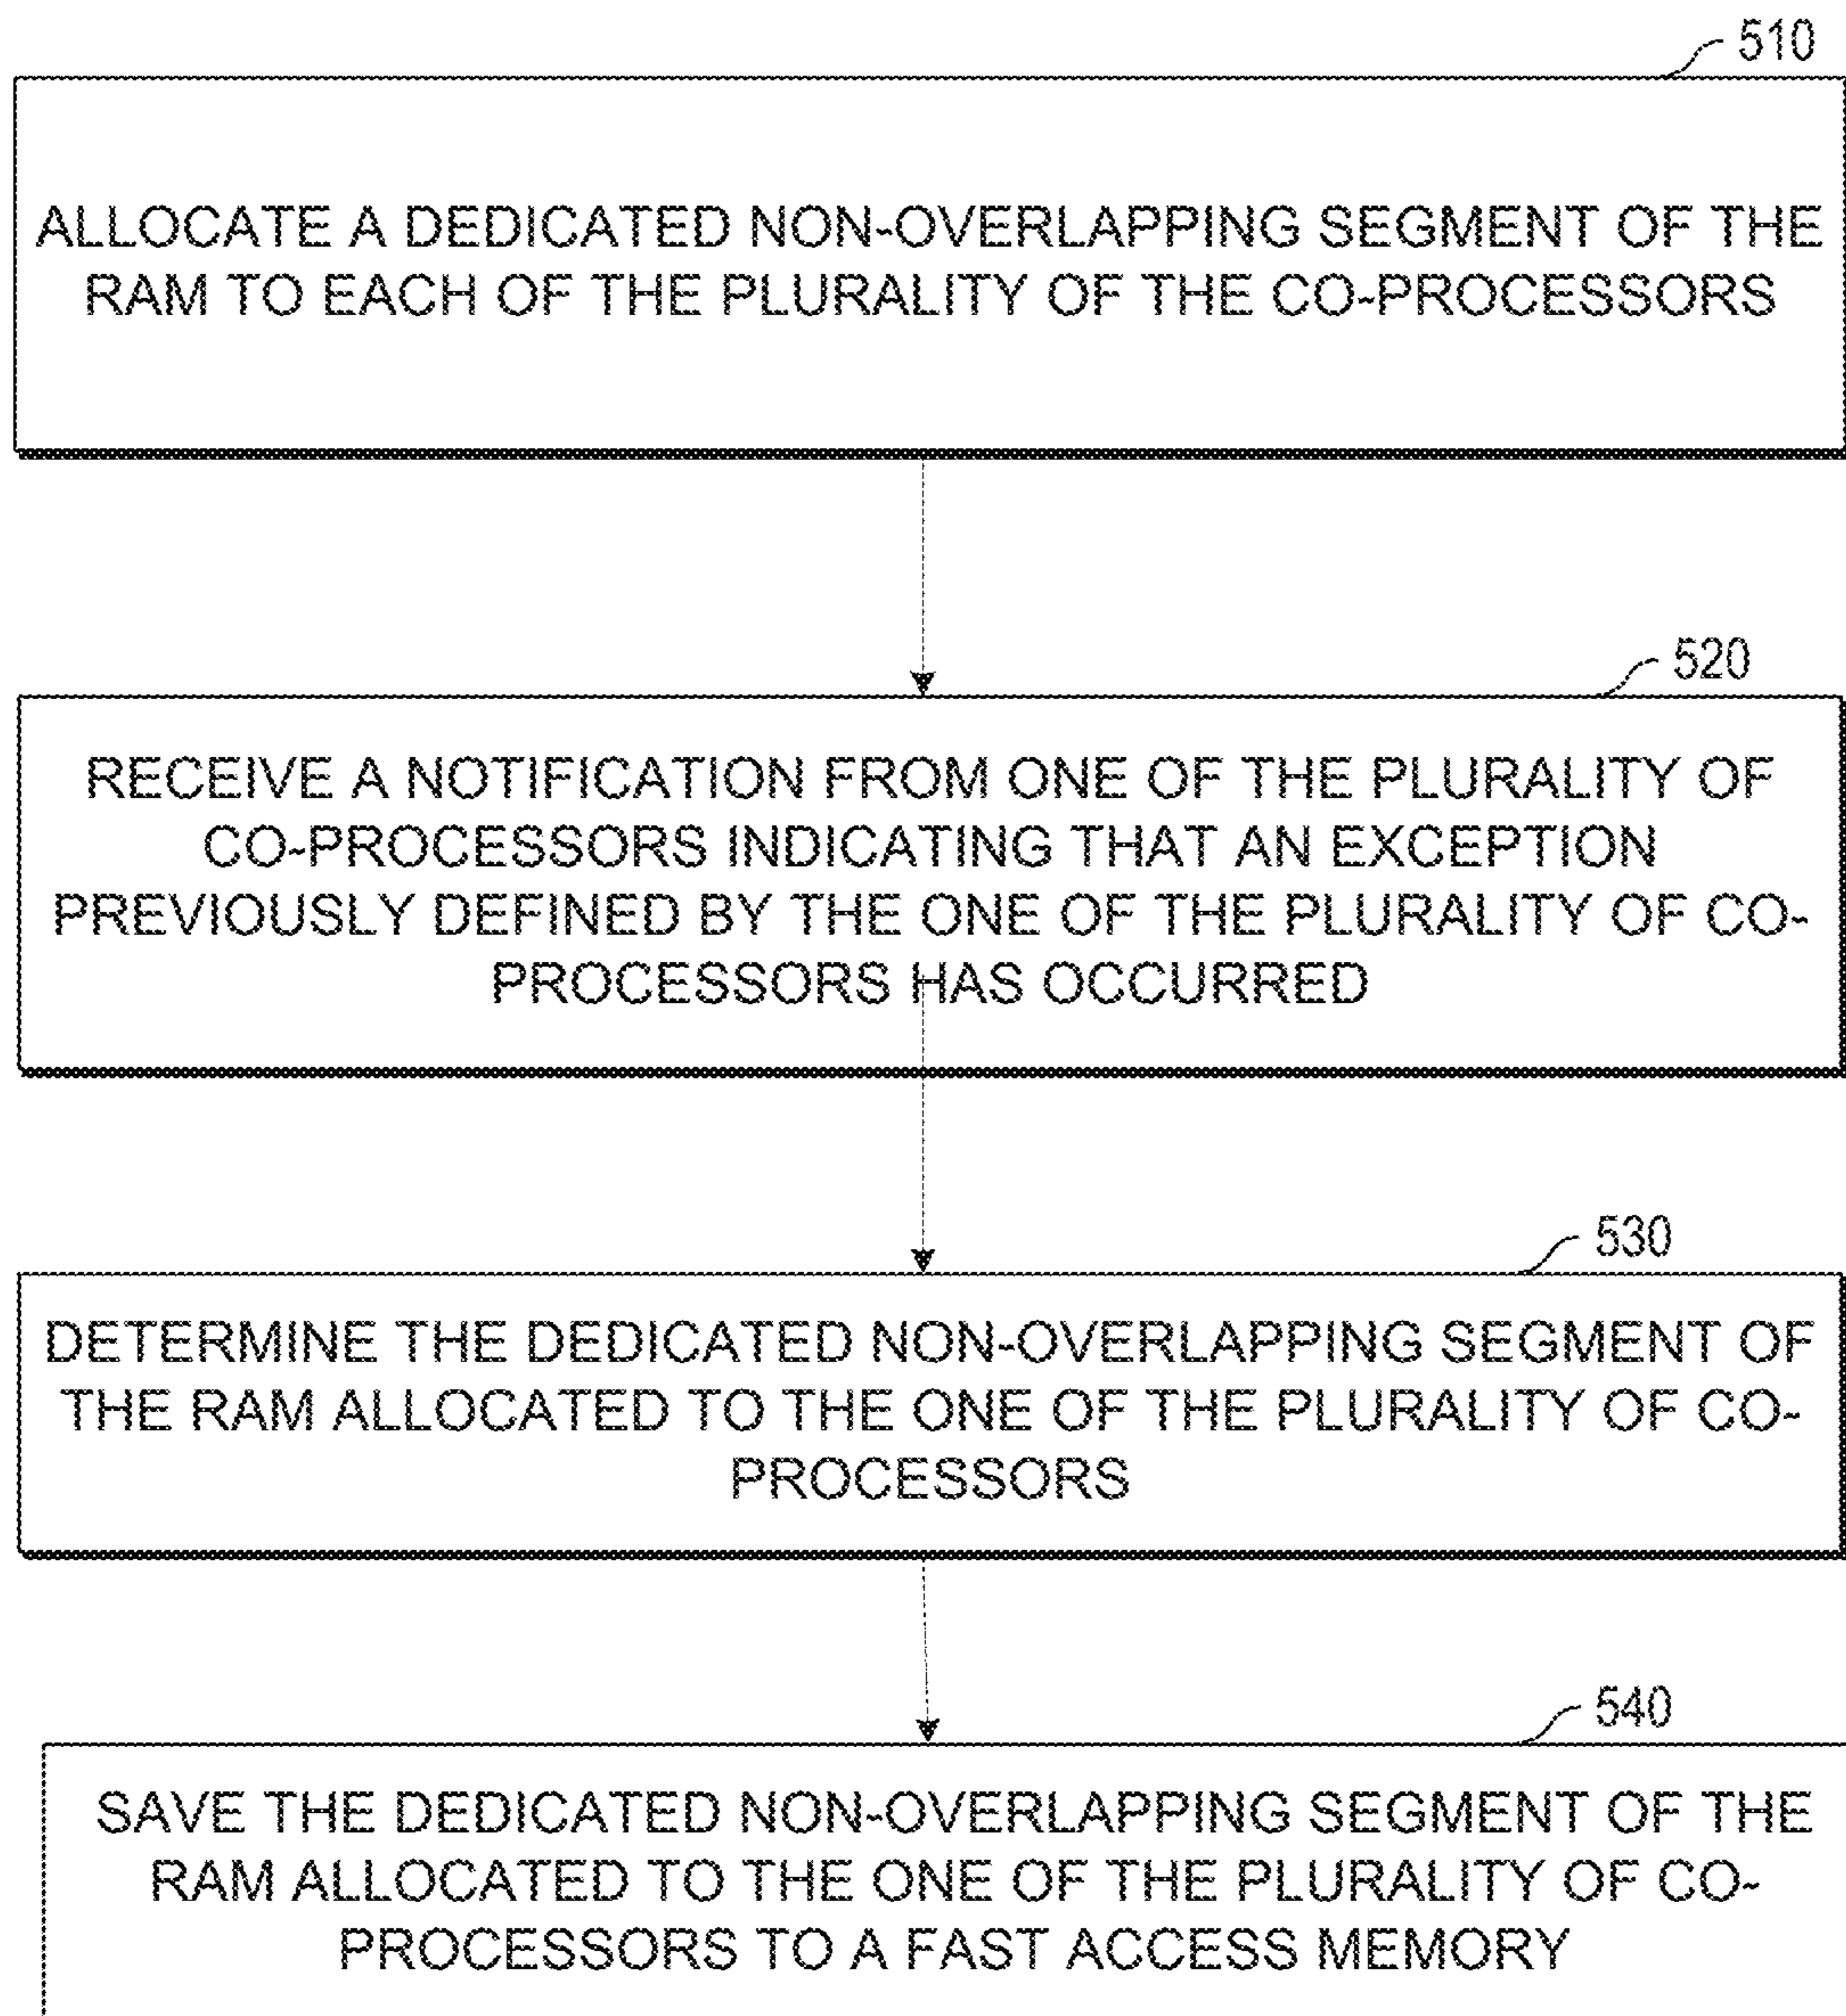 510
ALLOCATE A DEDICATED NON-OVERLAPPING SEGMENT OF THE
RAM TO EACH OF THE PLURALITY OF THE CO-PROCESSORS
520
RECEIVE A NOTIFICATION FROM ONE OF THE PLURALITY OF
CO-PROCESSORS INDICATING THAT AN EXCEPTION
PREVIOUSLY DEFINED BY THE ONE OF THE PLURALITY OF CO-
PROCESSORS HAS OCCURRED
530
DETERMINE THE DEDICATED NON-OVERLAPPING SEGMENT OF
THE RAM ALLOCATED TO THE ONE OF THE PLURALITY OF CO-
PROCESSORS
540
SAVE THE DEDICATED NON-OVERLAPPING SEGMENT OF THE
RAM ALLOCATED TO THE ONE OF THE PLURALITY OF CO-
PROCESSORS TO A FAST ACCESS MEMORY